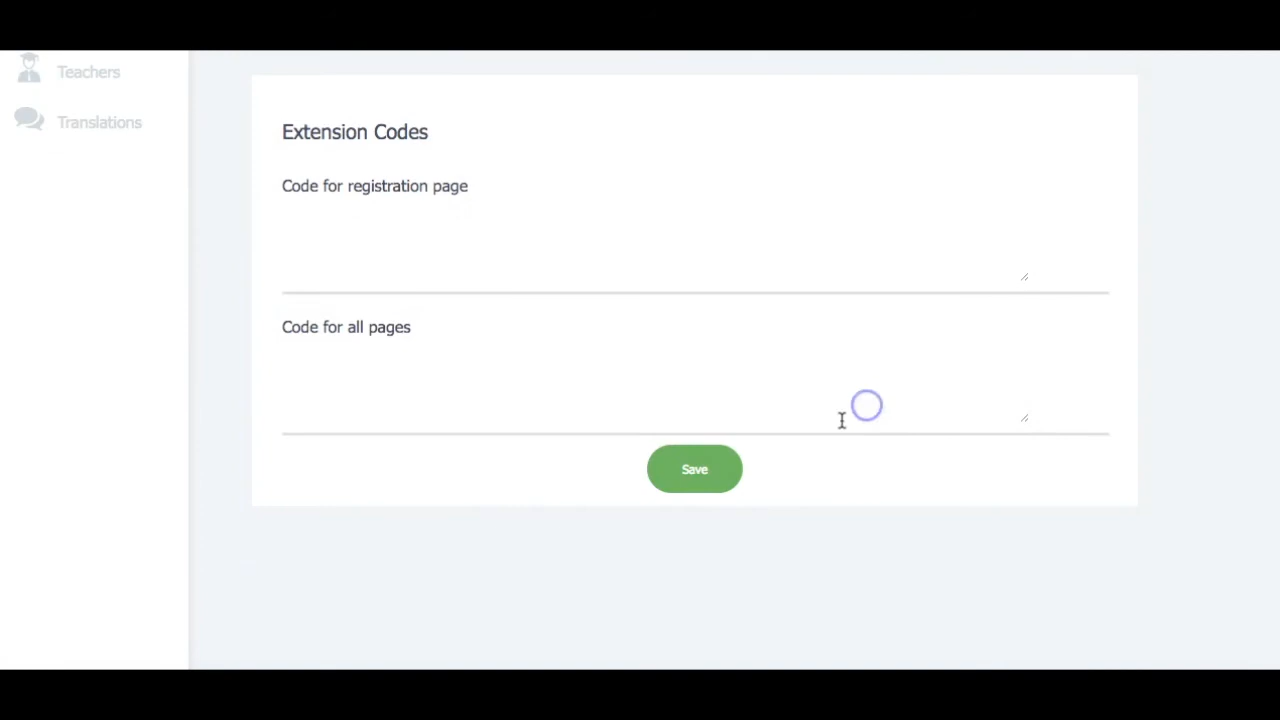 Teachers
Translations
Extension Codes
Code for registration page
Code for all pages
Save